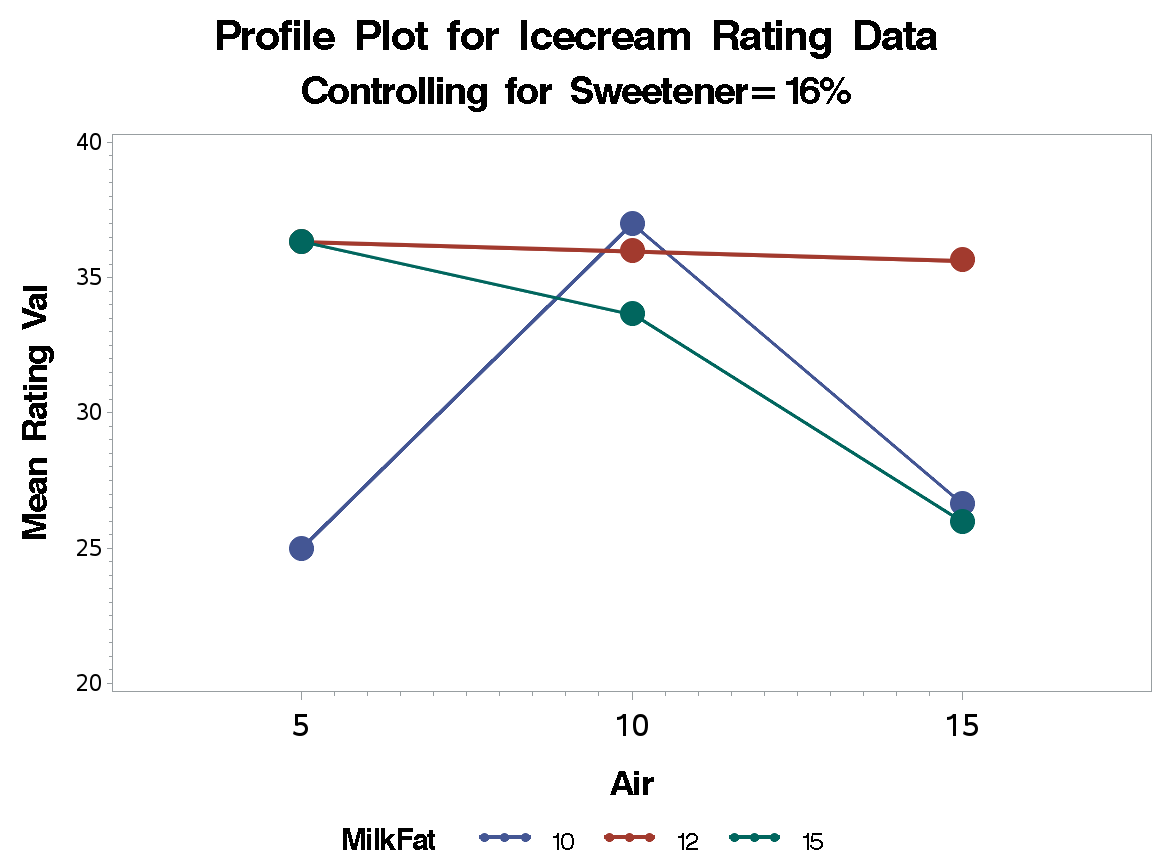 Profile Plot for Icecream Rating Data
Controlling for Sweetener= 16%
40
35
30
25
20
Mean Rating Val
5 10 15
Air
MilkFat 10 12 15